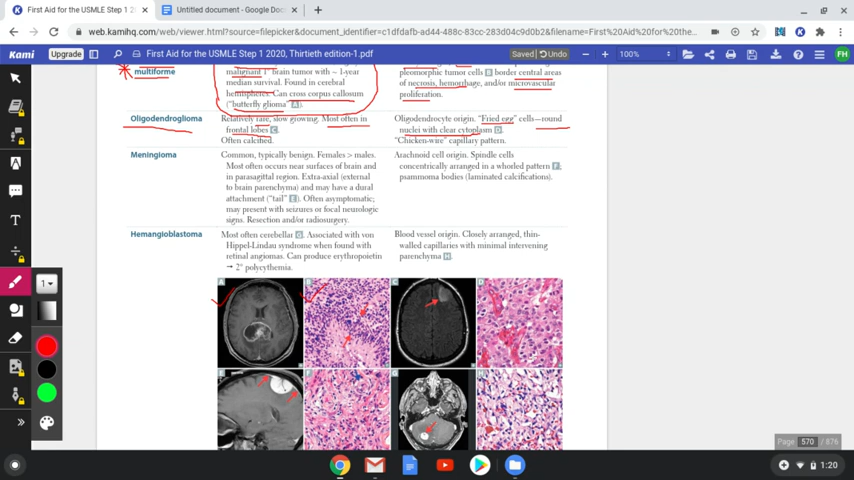 First Aid for the USMLE Step 1 2
Untitled document - Google Docs
web.kamihq.com/web/viewer.html?source=filepicker&document_identifier=c1dfdafb-ad44-488c-83cc-383d04c9d0b2&filename=First%20Aid%20for%20the...
Kami
Upgrade
First Aid for the USMLE Step 1 2020, Thirtieth edition-1.pdf
Saved
Undo
100%
multiforme
malignant 1° brain tumor with ~ 1-year
median survival. Found in cerebral
hemispheres. Can cross corpus callosum
("butterfly glioma" A).
pleomorphic tumor cells B border central areas
of necrosis, hemorrhage, and/or microvascular
proliferation.
Oligodendroglioma
Relatively rare, slow growing. Most often in
frontal lobes C.
Often calcified.
Oligodendrocyte origin. "Fried egg" cells—round
nuclei with clear cytoplasm D.
"Chicken-wire" capillary pattern.
Meningioma
Common, typically benign. Females > males.
Most often occurs near surfaces of brain and
in parasagittal region. Extra-axial (external
to brain parenchyma) and may have a dural
attachment ("tail" E). Often asymptomatic;
may present with seizures or focal neurologic
signs. Resection and/or radiosurgery.
Arachnoid cell origin. Spindle cells
concentrically arranged in a whorled pattern F;
psammoma bodies (laminated calcifications).
Hemangioblastoma
Most often cerebellar G. Associated with von
Hippel-Lindau syndrome when found with
retinal angiomas. Can produce erythropoietin
→ 2° polycythemia.
Blood vessel origin. Closely arranged, thin-
walled capillaries with minimal intervening
parenchyma H.
A
B
C
D
E
F
G
H
T
1
FH
Page 570 / 876
1:20